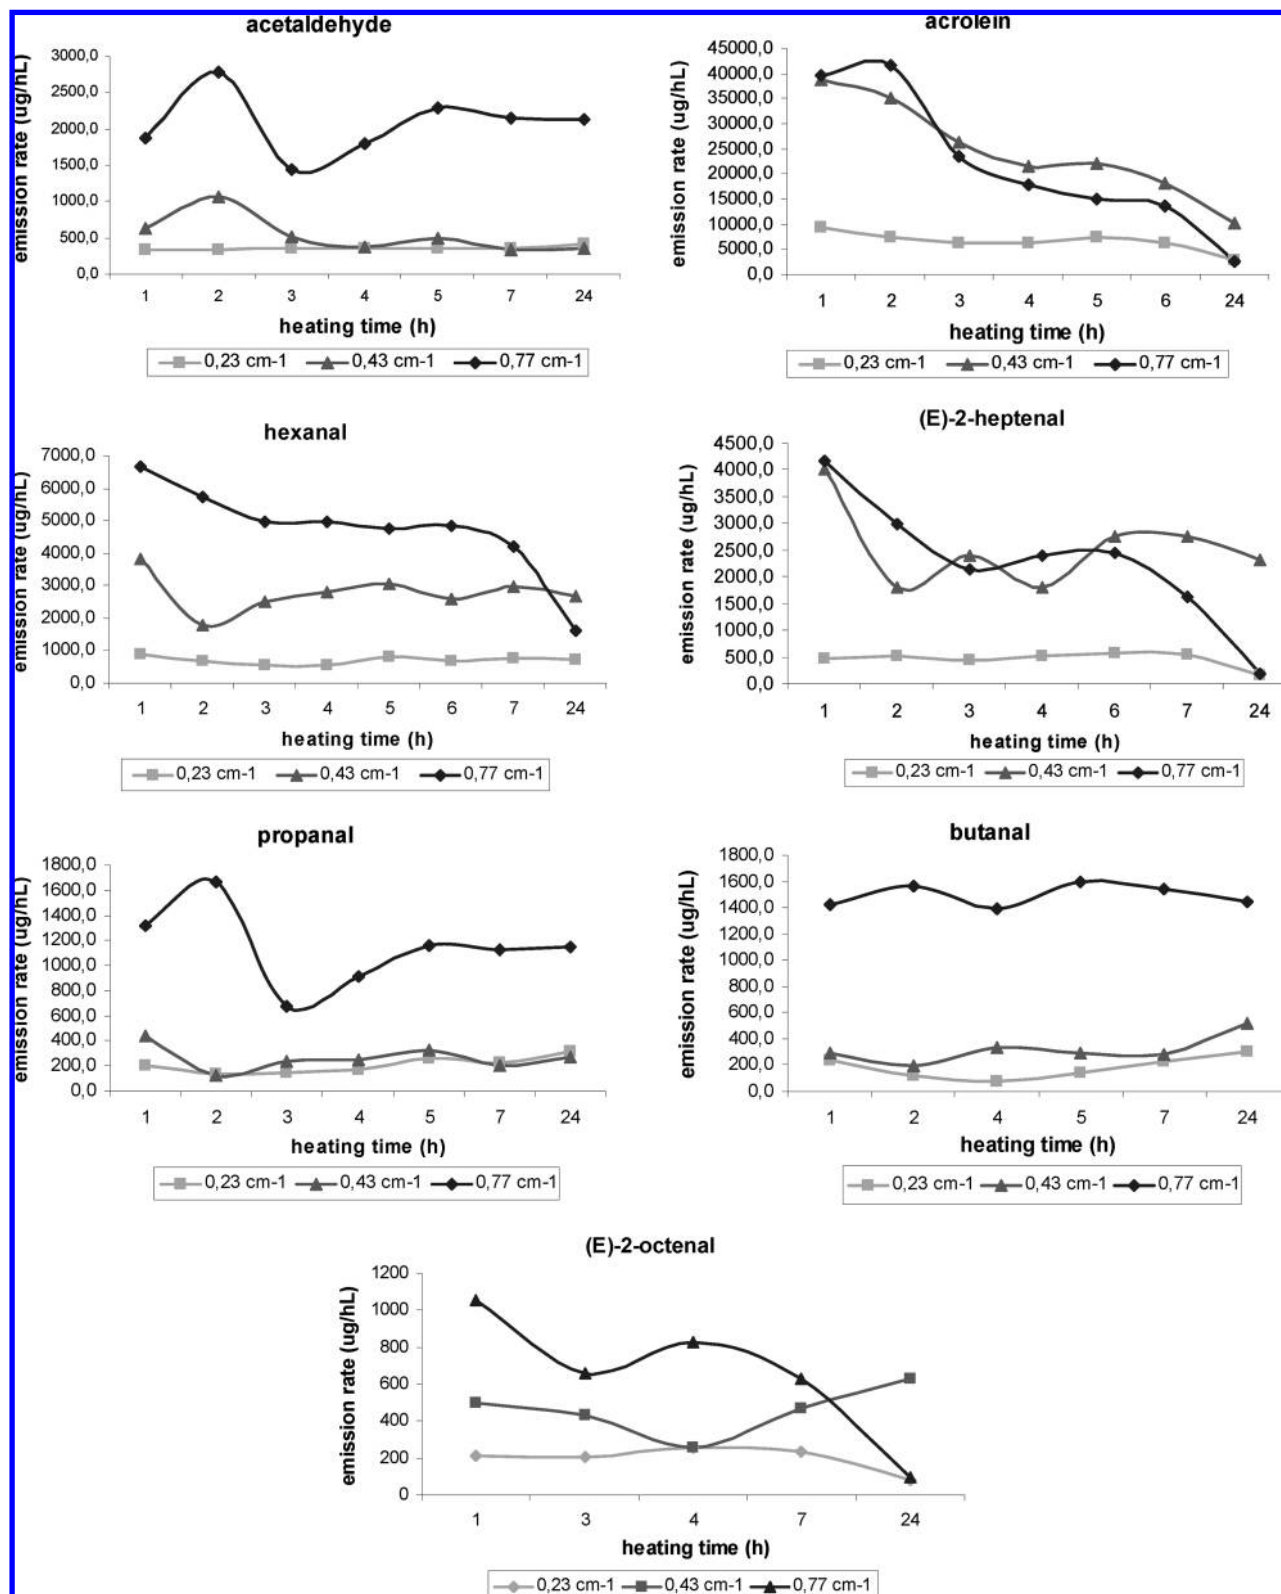 acetaldehyde
emission rate (ug/hL)
3000,0
2500,0
2000,0
1500,0
1000,0
500,0
0,0
1 2 3 4 5 7 24
heating time (h)
0,23 cm-1 0,43 cm-1 0,77 cm-1
acrolein
emission rate (ug/hL)
45000,0
40000,0
35000,0
30000,0
25000,0
20000,0
15000,0
10000,0
5000,0
0,0
1 2 3 4 5 6 24
heating time (h)
0,23 cm-1 0,43 cm-1 0,77 cm-1
hexanal
emission rate (ug/hL)
7000,0
6000,0
5000,0
4000,0
3000,0
2000,0
1000,0
0,0
1 2 3 4 5 6 7 24
heating time (h)
0,23 cm-1 0,43 cm-1 0,77 cm-1
(E)-2-heptenal
emission rate (ug/hL)
4500,0
4000,0
3500,0
3000,0
2500,0
2000,0
1500,0
1000,0
500,0
0,0
1 2 3 4 6 7 24
heating time (h)
0,23 cm-1 0,43 cm-1 0,77 cm-1
propanal
emission rate (ug/hL)
1800,0
1600,0
1400,0
1200,0
1000,0
800,0
600,0
400,0
200,0
0,0
1 2 3 4 5 7 24
heating time (h)
0,23 cm-1 0,43 cm-1 0,77 cm-1
butanal
emission rate (ug/hL)
1800,0
1600,0
1400,0
1200,0
1000,0
800,0
600,0
400,0
200,0
0,0
1 2 4 5 7 24
heating time (h)
0,23 cm-1 0,43 cm-1 0,77 cm-1
(E)-2-octenal
emission rate (ug/hL)
1200
1000
800
600
400
200
0
1 3 4 7 24
heating time (h)
0,23 cm-1 0,43 cm-1 0,77 cm-1